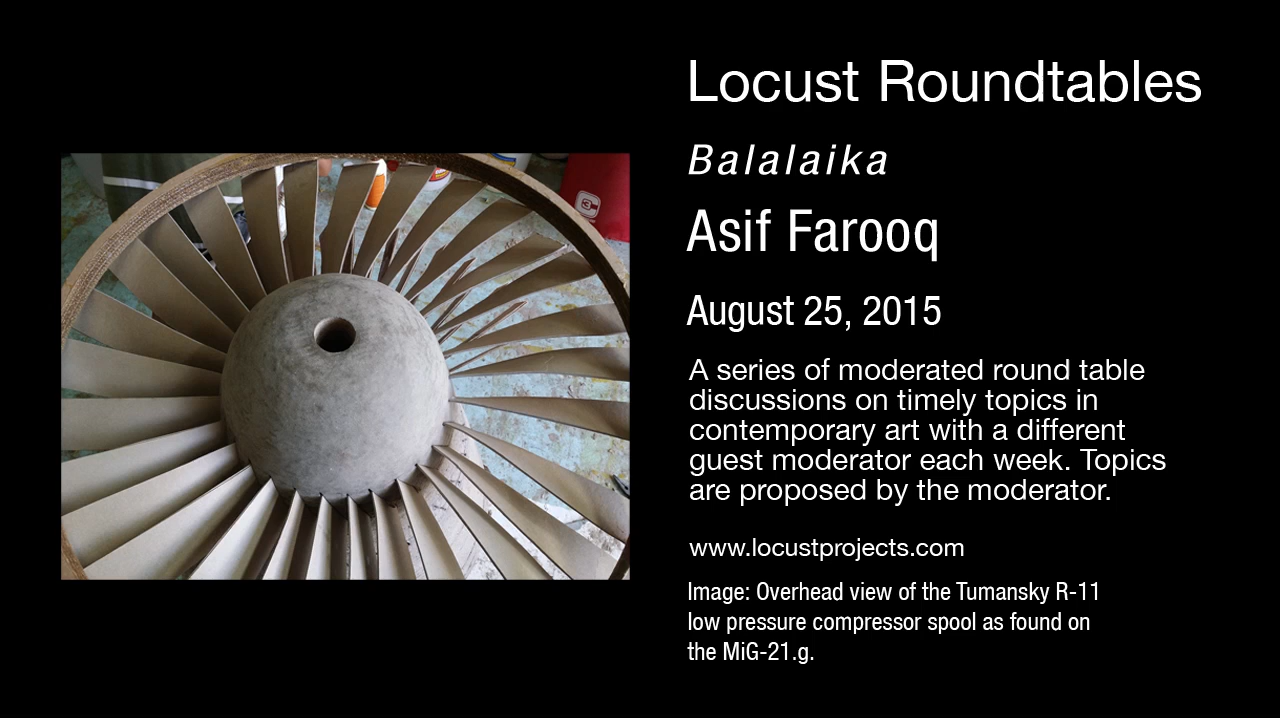 Locust Roundtables
Balalaika
Asif Farooq
August 25, 2015
A series of moderated round table
discussions on timely topics in
contemporary art with a different
guest moderator each week. Topics
are proposed by the moderator.
www.locustprojects.com
Image: Overhead view of the Tumansky R-11
low pressure compressor spool as found on
the MiG-21.g.